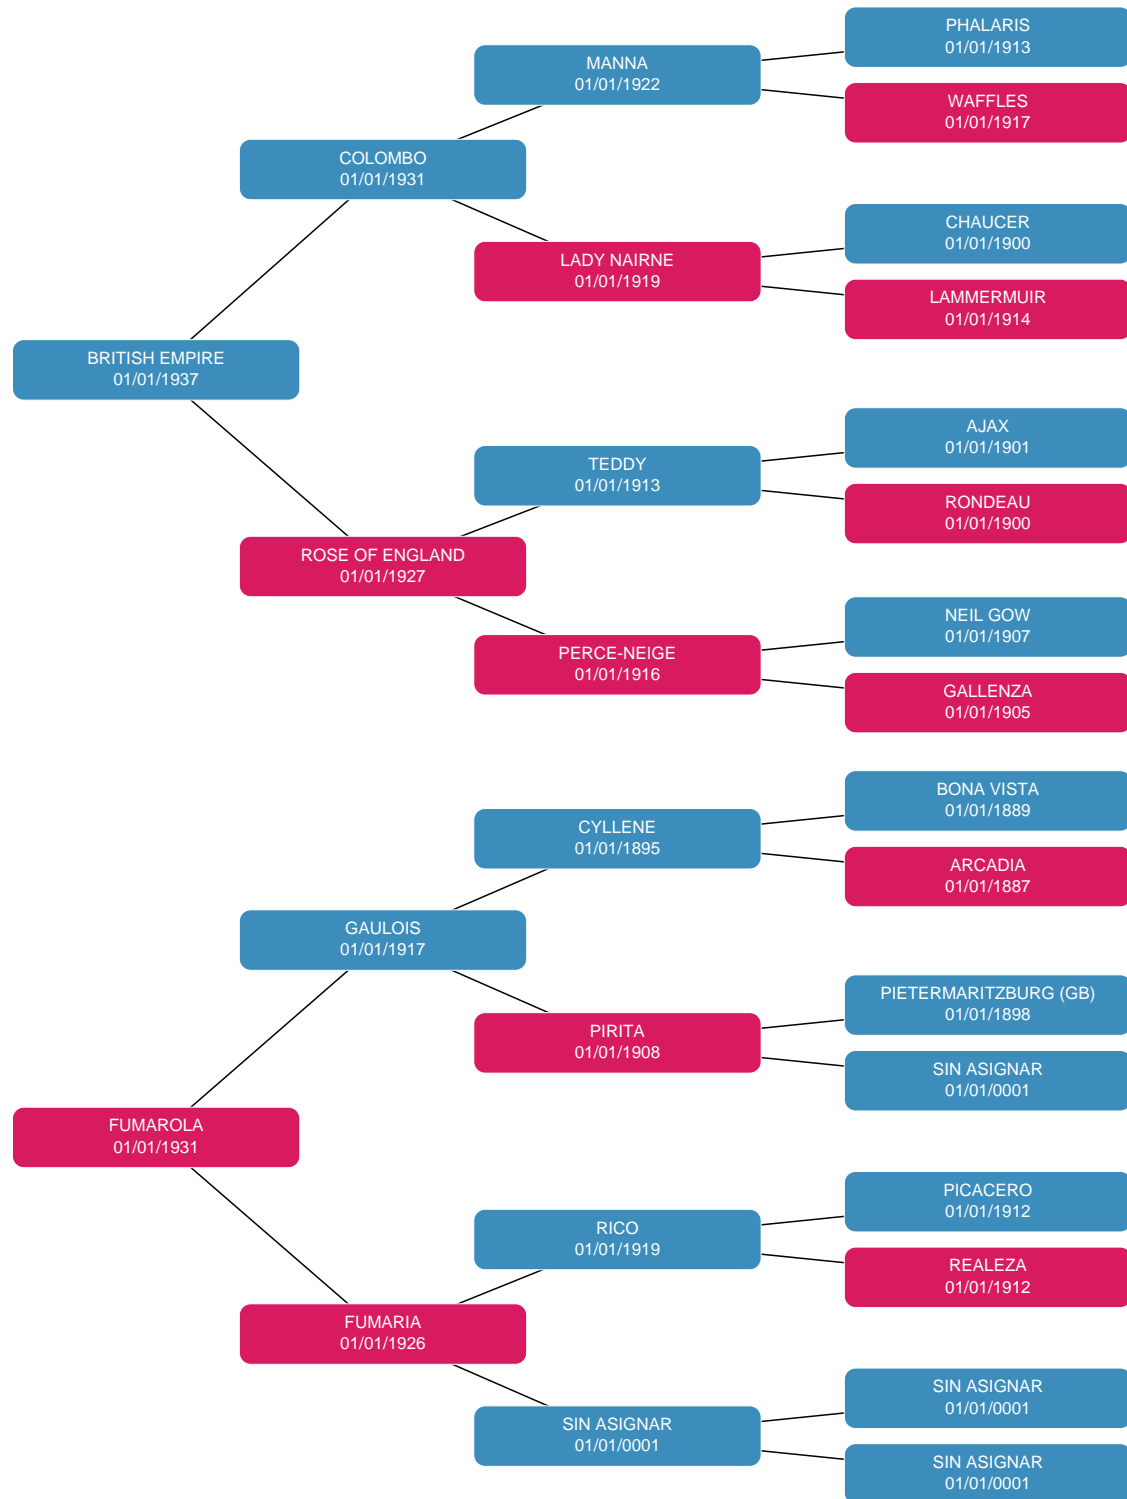 PHALARIS
01/01/1913
MANNA
01/01/1922
WAFFLES
01/01/1917
COLOMBO
01/01/1931
CHAUCER
01/01/1900
LADY NAIRNE
01/01/1919
LAMMERMUIR
01/01/1914
BRITISH EMPIRE
01/01/1937
AJAX
01/01/1901
TEDDY
01/01/1913
RONDEAU
01/01/1900
ROSE OF ENGLAND
01/01/1927
NEIL GOW
01/01/1907
PERCE-NEIGE
01/01/1916
GALLENZA
01/01/1905
BONA VISTA
01/01/1889
CYLLENE
01/01/1895
ARCADIA
01/01/1887
GAULOIS
01/01/1917
PIETERMARITZBURG (GB)
01/01/1898
PIRITA
01/01/1908
SIN ASIGNAR
01/01/0001
FUMAROLA
01/01/1931
PICACERO
01/01/1912
RICO
01/01/1919
REALEZA
01/01/1912
FUMARIA
01/01/1926
SIN ASIGNAR
01/01/0001
SIN ASIGNAR
01/01/0001
SIN ASIGNAR
01/01/0001